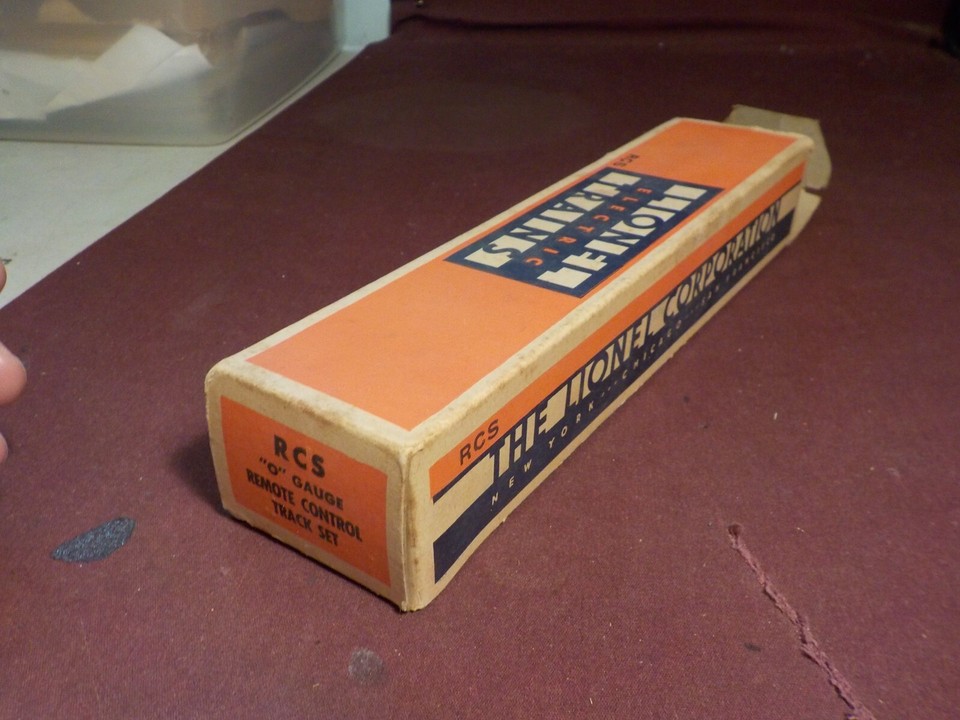 RCS
LIONEL
ELECTRIC
TRAINS
RCS
THE LIONEL CORPORATION
NEW YORK · · · CHICAGO · · · SAN FRANCISCO
RCS
"O" GAUGE
REMOTE CONTROL
TRACK SET